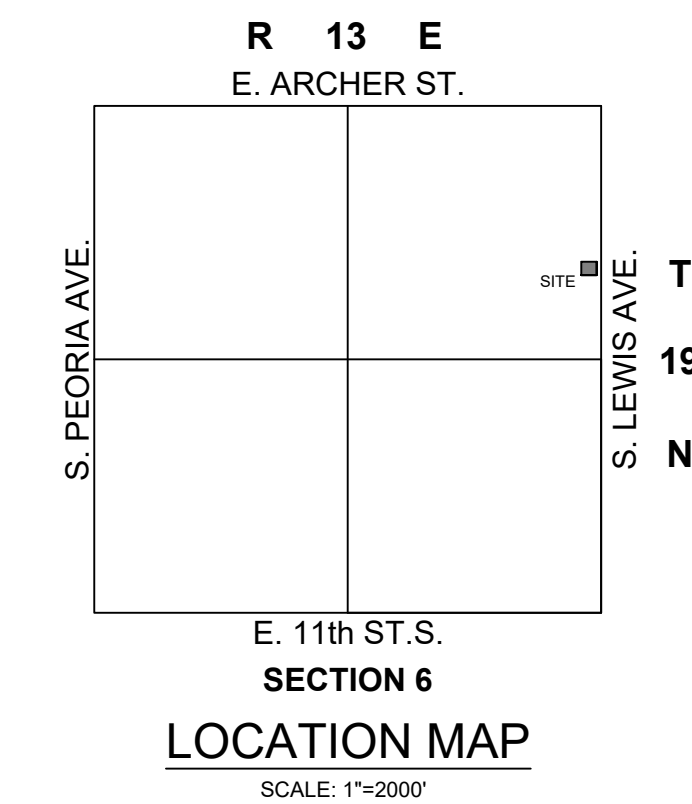 R 13 E
E. ARCHER ST.
S. PEORIA AVE.
SITE
S. LEWIS AVE.
T
19
N
E. 11th ST.S.
SECTION 6
LOCATION MAP
SCALE: 1"=2000'